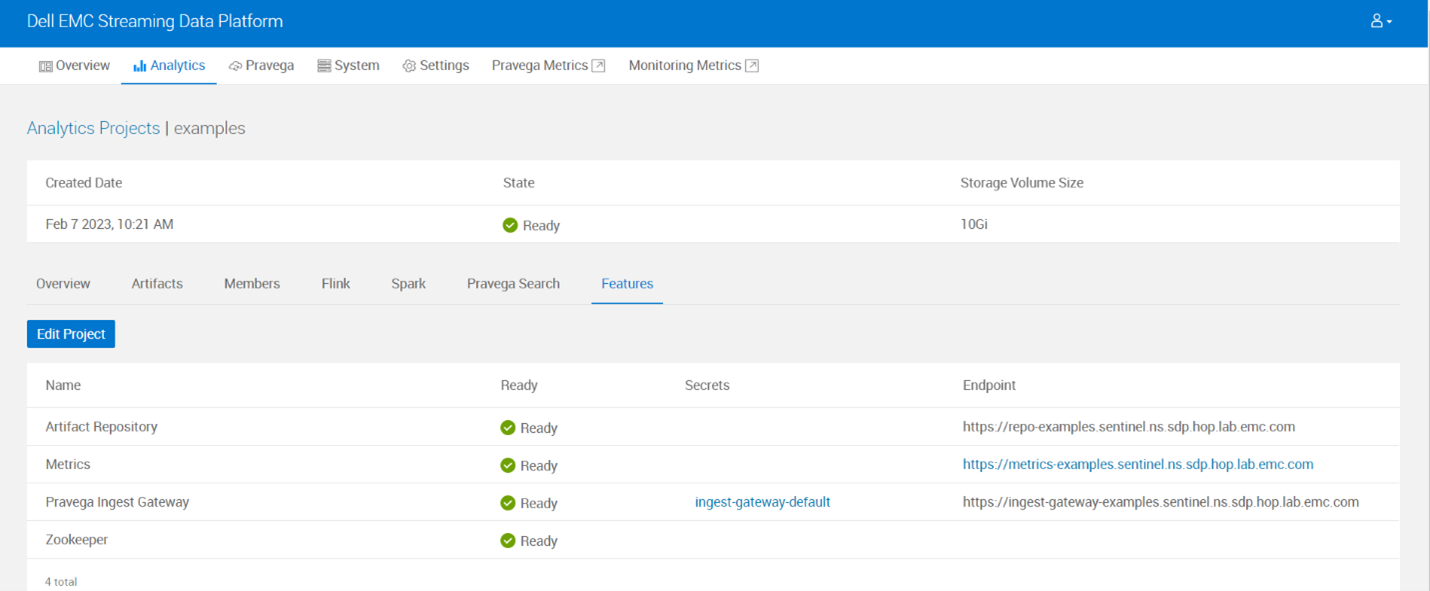 Dell EMC Streaming Data Platform
Overview Analytics Pravega System Settings Pravega Metrics Monitoring Metrics
Analytics Projects | examples
Created Date State Storage Volume Size
Feb 7 2023, 10:21 AM Ready 10Gi
Overview Artifacts Members Flink Spark Pravega Search Features
Edit Project
Name Ready Secrets Endpoint
Artifact Repository Ready https://repo-examples.sentinel.ns.sdp.hop.lab.emc.com
Metrics Ready https://metrics-examples.sentinel.ns.sdp.hop.lab.emc.com
Pravega Ingest Gateway Ready ingest-gateway-default https://ingest-gateway-examples.sentinel.ns.sdp.hop.lab.emc.com
Zookeeper Ready
4 total